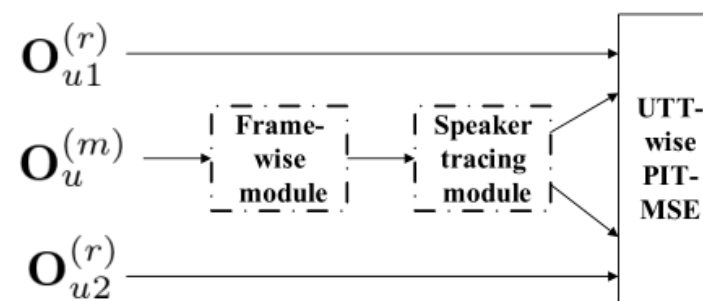 O_{u1}^{(r)}
O_u^{(m)}
Frame-
wise
module
Speaker
tracing
module
UTT-
wise
PIT-
MSE
O_{u2}^{(r)}